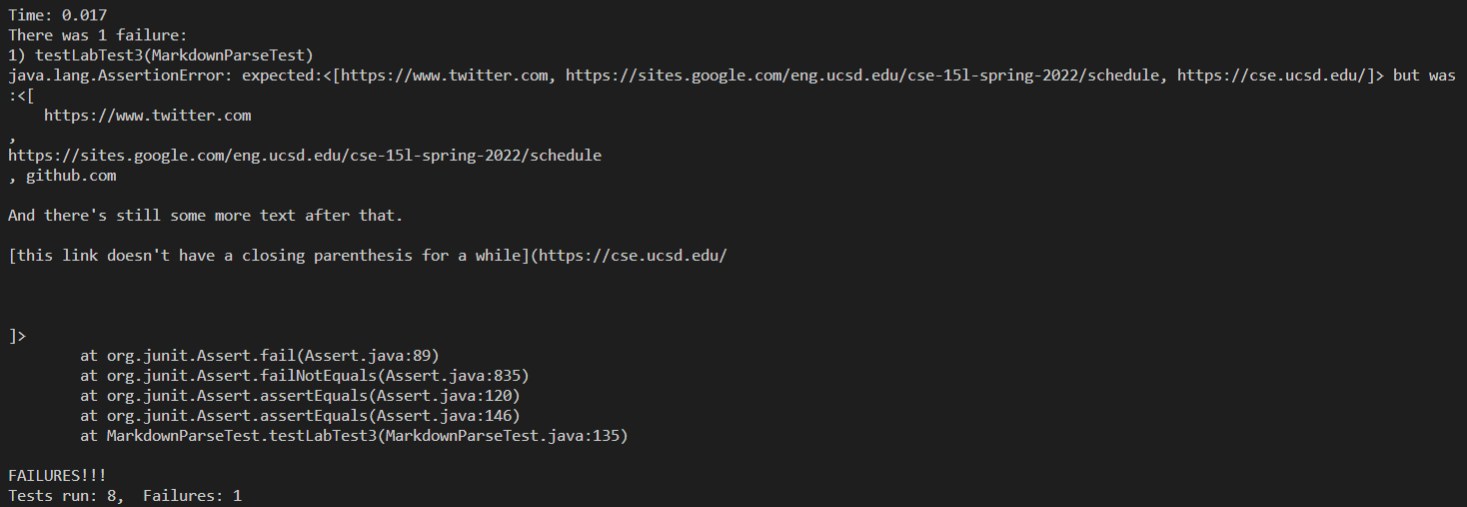 Time: 0.017
There was 1 failure:
1) testLabTest3(MarkdownParseTest)
java.lang.AssertionError: expected:<[https://www.twitter.com, https://sites.google.com/eng.ucsd.edu/cse-15l-spring-2022/schedule, https://cse.ucsd.edu/]> but was
:<[
    https://www.twitter.com
,
https://sites.google.com/eng.ucsd.edu/cse-15l-spring-2022/schedule
, github.com

And there's still some more text after that.

[this link doesn't have a closing parenthesis for a while](https://cse.ucsd.edu/



]>
        at org.junit.Assert.fail(Assert.java:89)
        at org.junit.Assert.failNotEquals(Assert.java:835)
        at org.junit.Assert.assertEquals(Assert.java:120)
        at org.junit.Assert.assertEquals(Assert.java:146)
        at MarkdownParseTest.testLabTest3(MarkdownParseTest.java:135)

FAILURES!!!
Tests run: 8,  Failures: 1